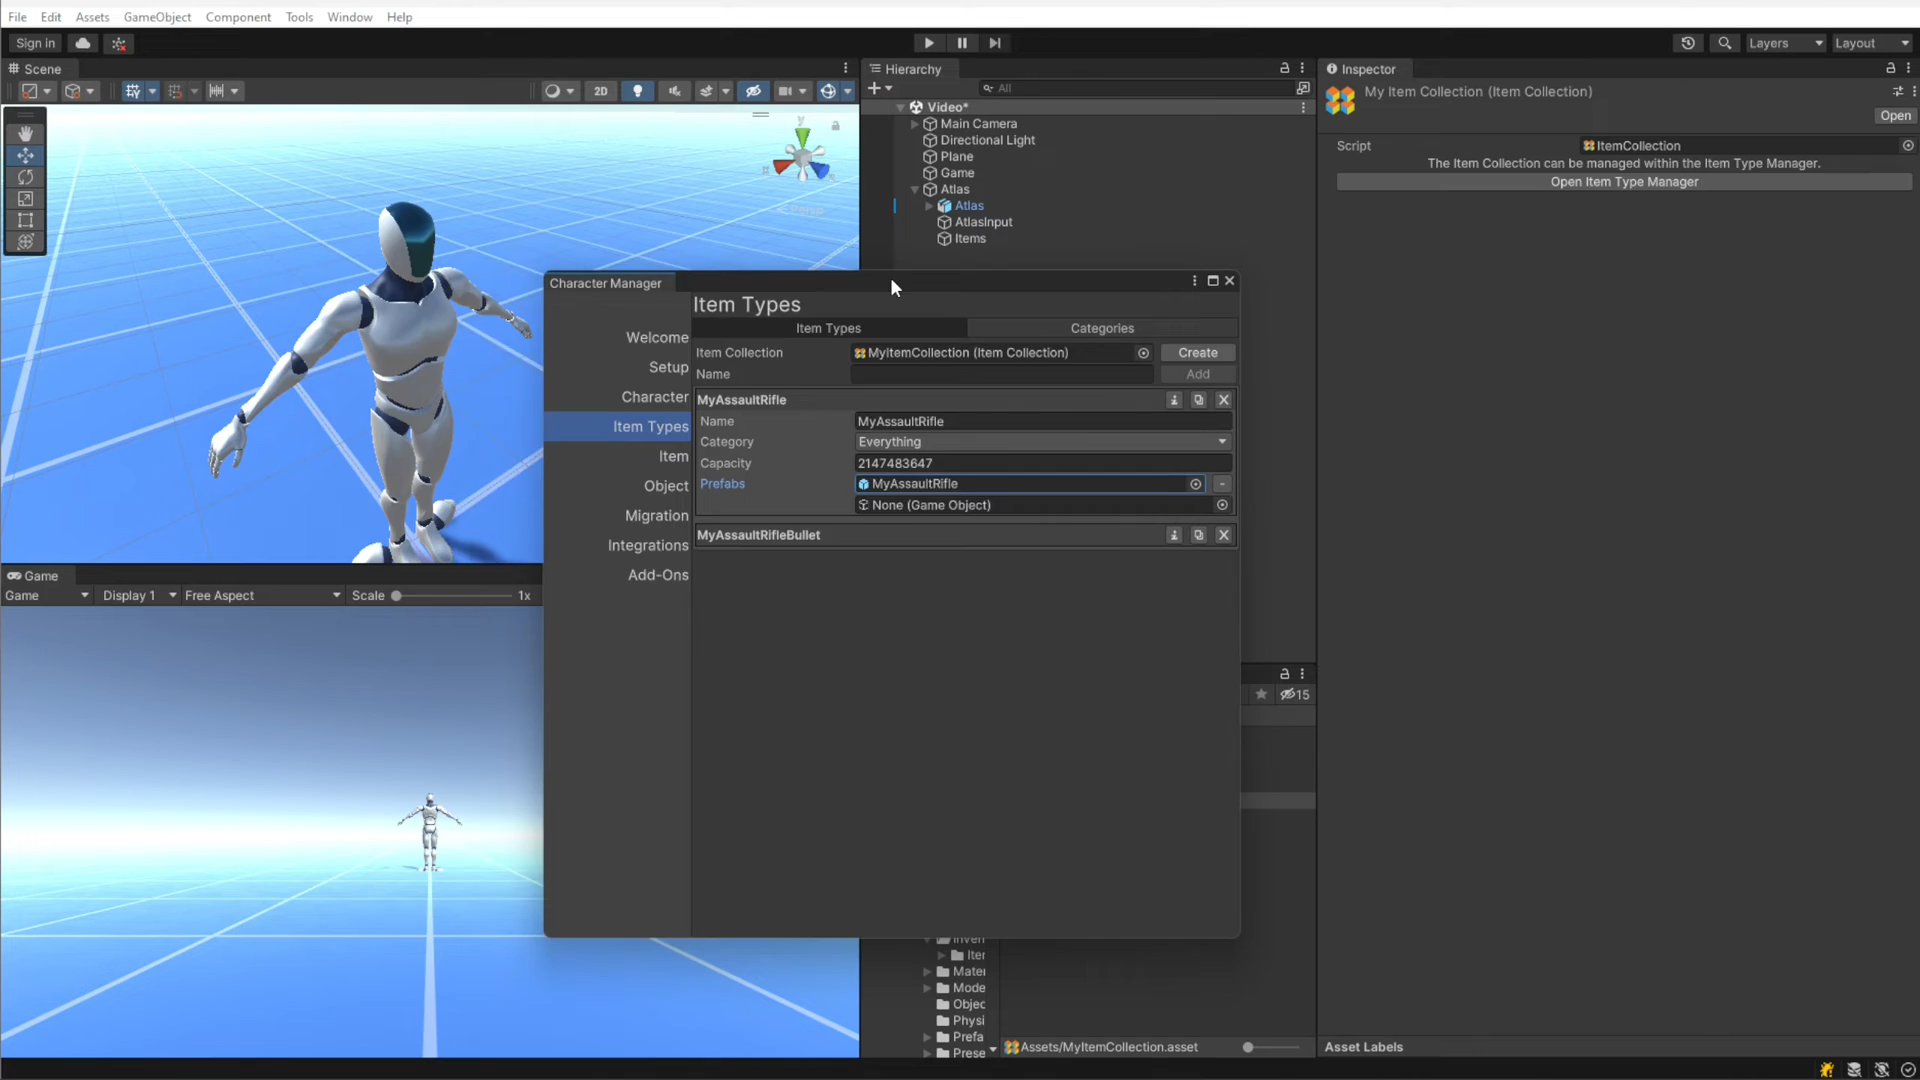 File Edit Assets GameObject Component Tools Window Help
Sign in
Layers
Layout
Scene
2D
y
x
Persp
Hierarchy
All
Video*
Main Camera
Directional Light
Plane
Game
Atlas
Atlas
AtlasInput
Items
Inspector
My Item Collection (Item Collection)
Open
Script ItemCollection
The Item Collection can be managed within the Item Type Manager.
Open Item Type Manager
Character Manager
Welcome
Setup
Character
Item Types
Item
Object
Migration
Integrations
Add-Ons
Item Types
Item Types Categories
Item Collection MyItemCollection (Item Collection) Create
Name Add
MyAssaultRifle
Name MyAssaultRifle
Category Everything
Capacity 2147483647
Prefabs MyAssaultRifle -
None (Game Object)
MyAssaultRifleBullet
Game
Game Display 1 Free Aspect Scale 1x
15
Inven
Iter
Mater
Mode
Objec
Physi
Prefa
Prese
Assets/MyItemCollection.asset
Asset Labels